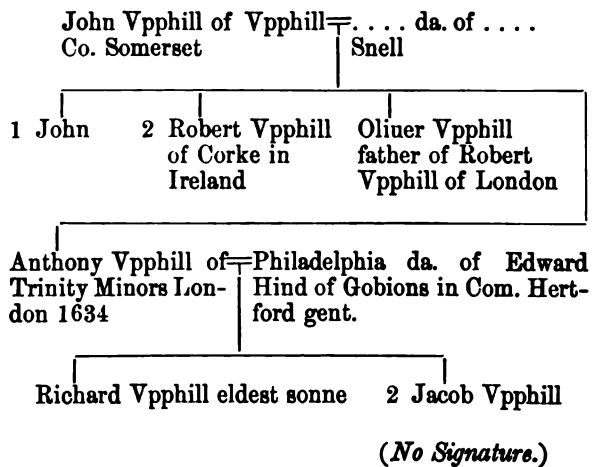 John Vpphill of Vpphill=. . . . da. of . . . .
Co. Somerset Snell
1 John 2 Robert Vpphill Oliuer Vpphill
of Corke in father of Robert
Ireland Vpphill of London
Anthony Vpphill of=Philadelphia da. of Edward
Trinity Minors Lon- Hind of Gobions in Com. Hert-
don 1634 ford gent.
Richard Vpphill eldest sonne 2 Jacob Vpphill
(No Signature.)